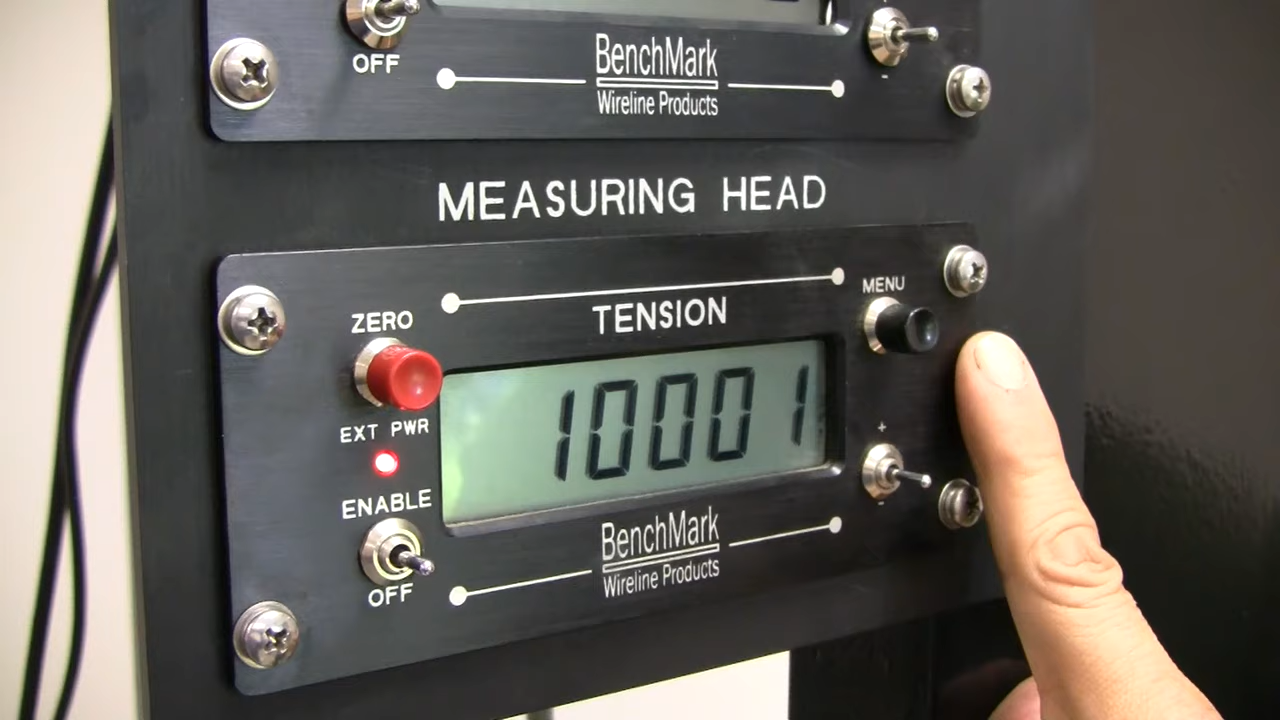 OFF
-
BenchMark
Wireline Products
MEASURING HEAD
TENSION
MENU
ZERO
10001
EXT PWR
+
-
ENABLE
OFF
BenchMark
Wireline Products